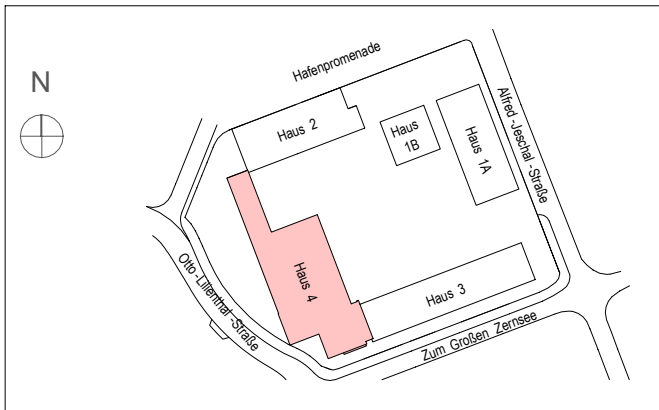 Hafenpromenade
N
Alfred -Jeschal -Straße
Haus 2
Haus
1B
Haus 1A
Haus 4
Haus 3
Otto -Lilienthal -Straße
Zum Großen Zernsee